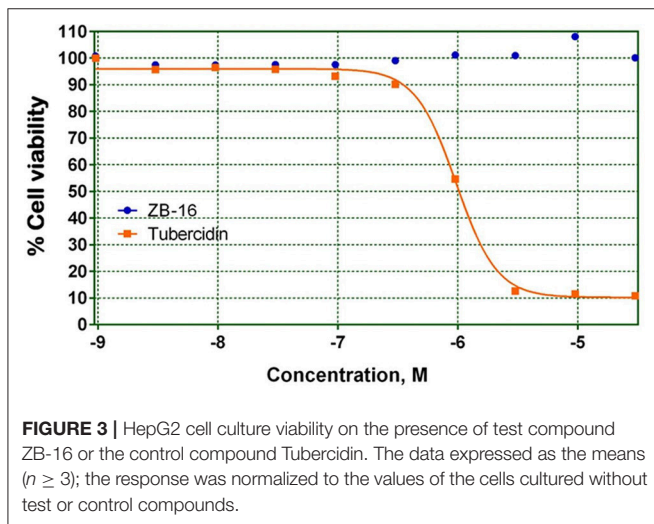 110
100
90
80
70
60
50
40
30
20
10
0
% Cell viability
ZB-16
Tubercidin
-9 -8 -7 -6 -5
Concentration, M
FIGURE 3 | HepG2 cell culture viability on the presence of test compound
ZB-16 or the control compound Tubercidin. The data expressed as the means
(n ≥ 3); the response was normalized to the values of the cells cultured without
test or control compounds.